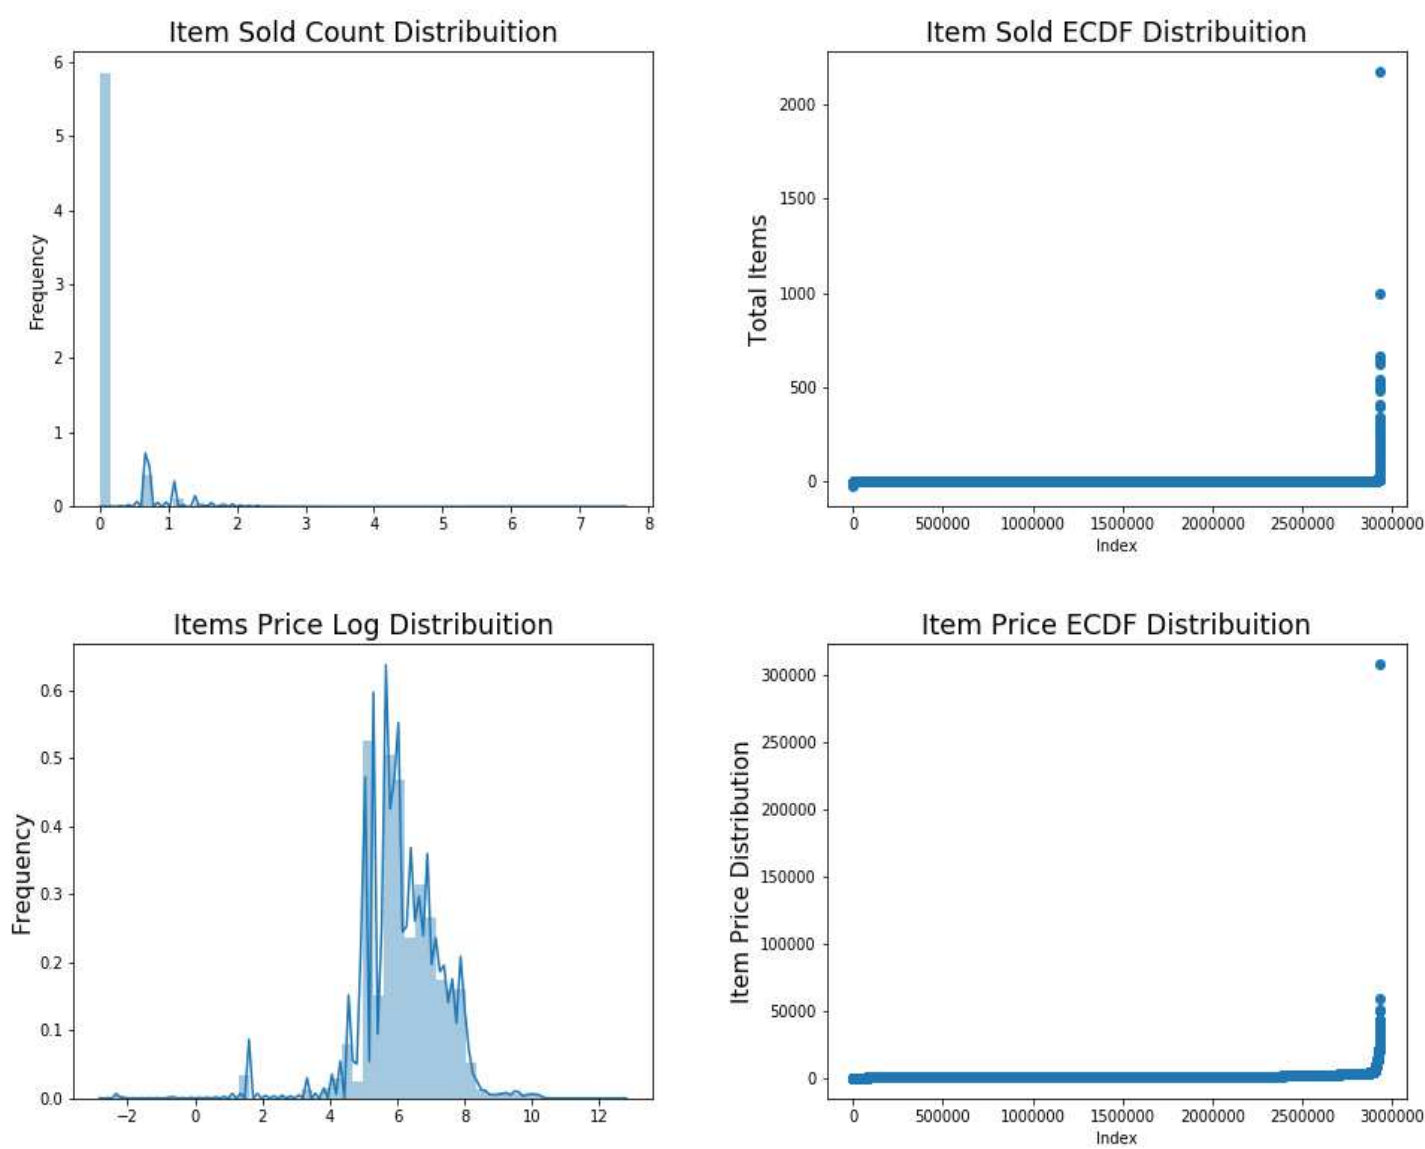 Item Sold Count Distribuition
Frequency
6
5
4
3
2
1
0
0 1 2 3 4 5 6 7 8
Item Sold ECDF Distribuition
Total Items
2000
1500
1000
500
0
0 500000 1000000 1500000 2000000 2500000 3000000
Index
Items Price Log Distribuition
Frequency
0.6
0.5
0.4
0.3
0.2
0.1
0.0
−2 0 2 4 6 8 10 12
Item Price ECDF Distribuition
Item Price Distribution
300000
250000
200000
150000
100000
50000
0
0 500000 1000000 1500000 2000000 2500000 3000000
Index